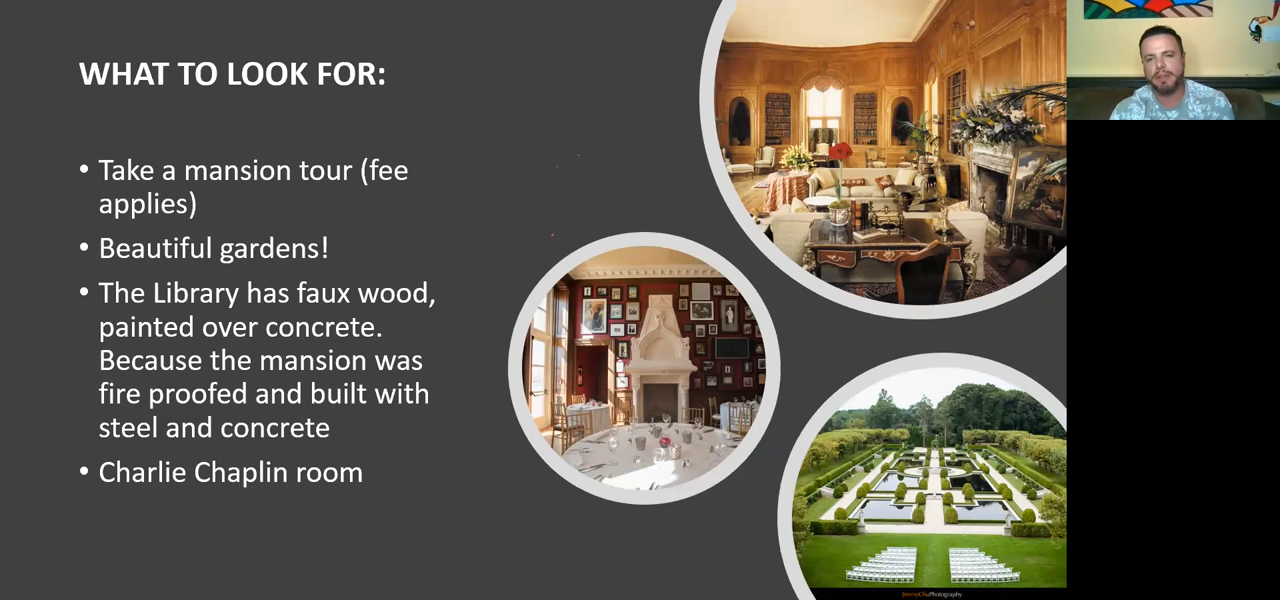 WHAT TO LOOK FOR:
• Take a mansion tour (fee
applies)
• Beautiful gardens!
• The Library has faux wood,
painted over concrete.
Because the mansion was
fire proofed and built with
steel and concrete
• Charlie Chaplin room
JimmyChuPhotography